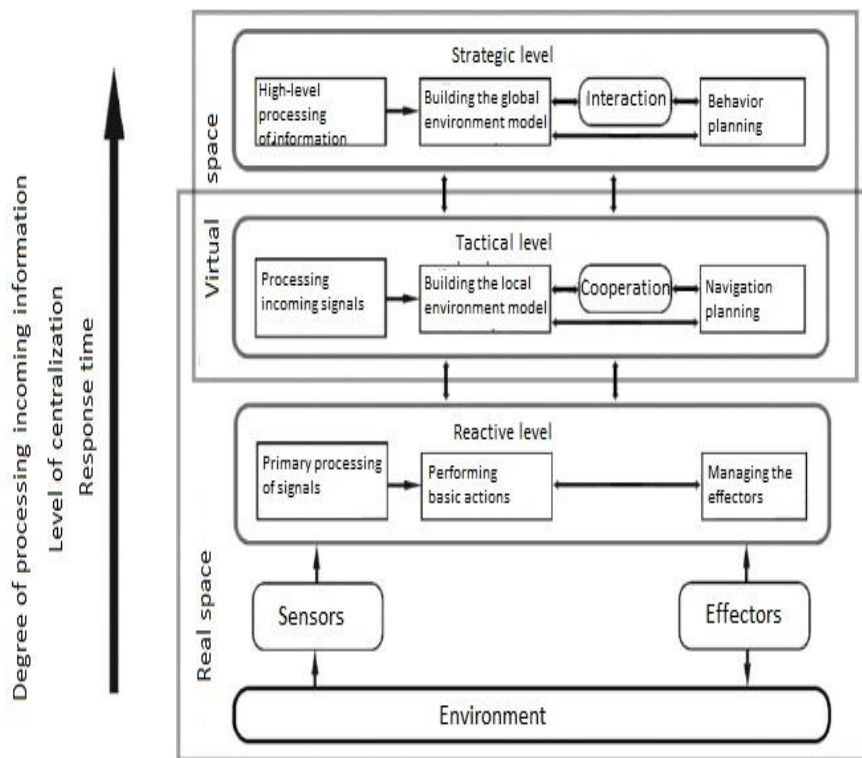 Strategic level
High-level
processing
of information
Building the global
environment model
Interaction
Behavior
planning
Tactical level
Processing
incoming signals
Building the local
environment model
Cooperation
Navigation
planning
Reactive level
Primary processing
of signals
Performing
basic actions
Managing the
effectors
Sensors
Effectors
Environment
Virtual space
Real space
Degree of processing incoming information
Level of centralization
Response time